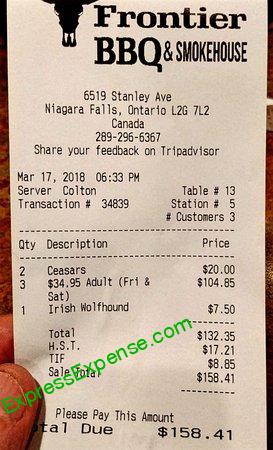 Frontier
BBQ & SMOKEHOUSE
6519 Stanley Ave
Niagara Falls, Ontario L2G 7L2
Canada
289-296-6367
Share your feedback on Tripadvisor
Mar 17, 2018 06:33 PM
Server Colton Table # 13
Transaction # 34839 Station # 5
# Customers 3
Qty Description Price
2 Ceasars $20.00
3 $34.95 Adult (Fri & $104.85
Sat)
1 Irish Wolfhound $7.50
Total $132.35
H.S.T. $17.21
TIF $8.85
Sale Total $158.41
ExpressExpense.com
Please Pay This Amount
tal Due $158.41